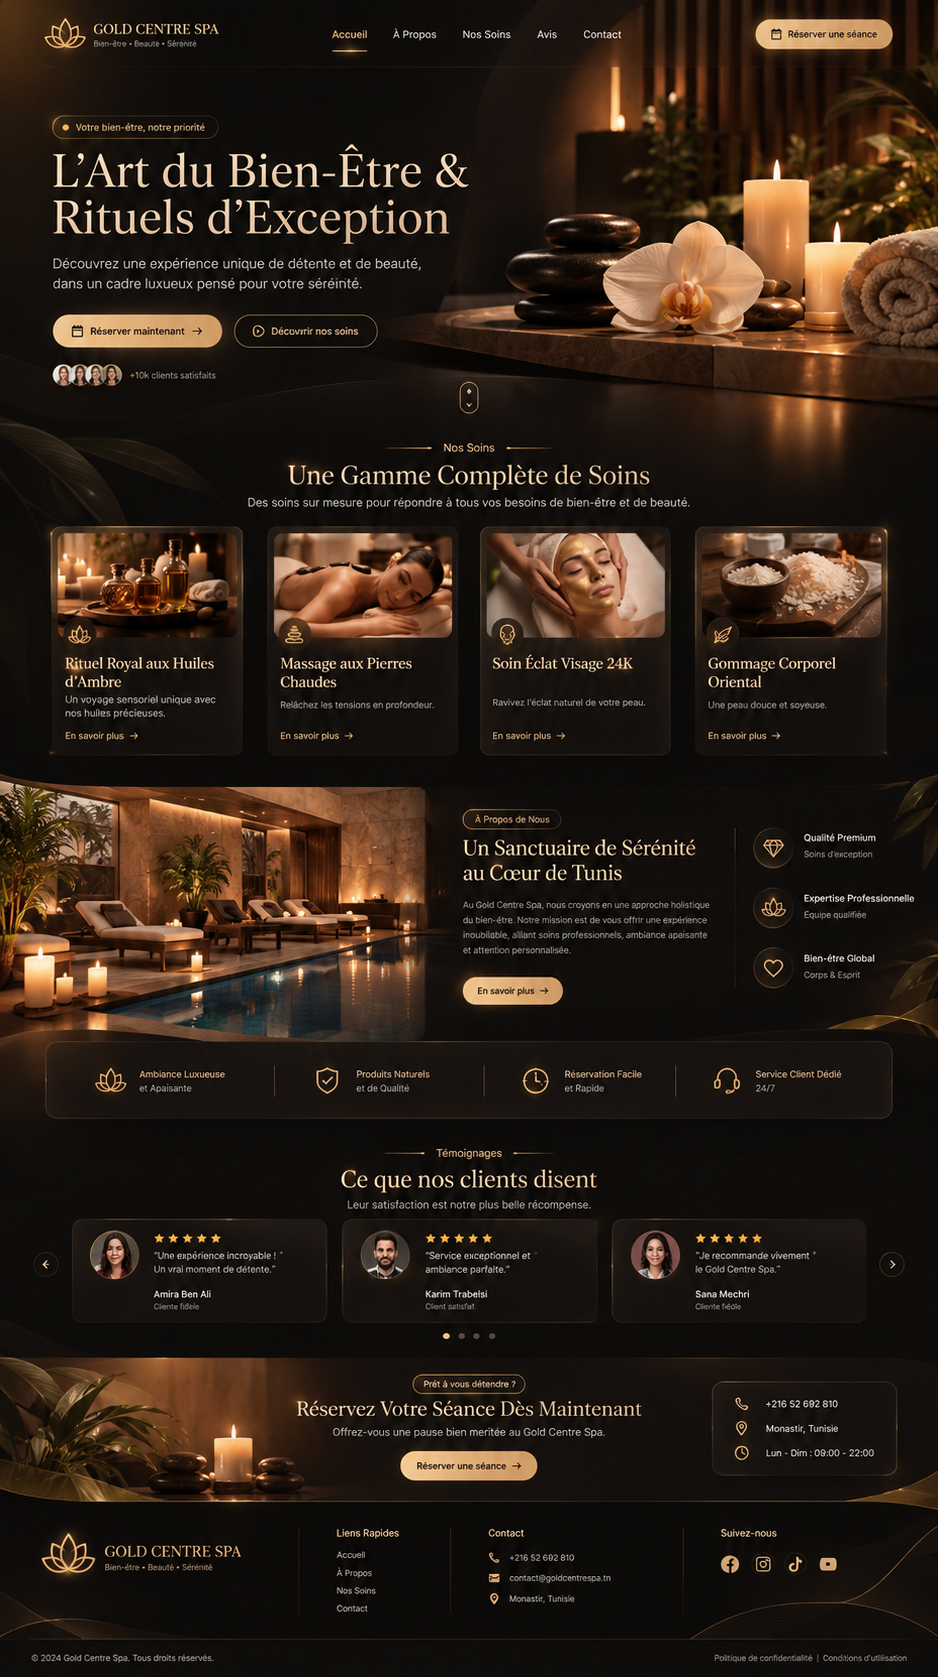 GOLD CENTRE SPA
Bien-être • Beauté • Sérénité
Accueil
À Propos
Nos Soins
Avis
Contact
Réserver une séance
Votre bien-être, notre priorité
L'Art du Bien-Être &
Rituels d'Exception
Découvrez une expérience unique de détente et de beauté,
dans un cadre luxueux pensé pour votre séréinté.
Réserver maintenant →
Découvrir nos soins
+10k clients satisfaits
Nos Soins
Une Gamme Complète de Soins
Des soins sur mesure pour répondre à tous vos besoins de bien-être et de beauté.
Rituel Royal aux Huiles
d'Ambre
Un voyage sensoriel unique avec
nos huiles précieuses.
En savoir plus →
Massage aux Pierres
Chaudes
Relâchez les tensions en profondeur.
En savoir plus →
Soin Éclat Visage 24K
Ravivez l'éclat naturel de votre peau.
En savoir plus →
Gommage Corporel
Oriental
Une peau douce et soyeuse.
En savoir plus →
À Propos de Nous
Un Sanctuaire de Sérénité
au Cœur de Tunis
Au Gold Centre Spa, nous croyons en une approche holistique
du bien-être. Notre mission est de vous offrir une expérience
inoubliable, alliant soins professionnels, ambiance apaisante
et attention personnalisée.
En savoir plus →
Qualité Premium
Soins d'exception
Expertise Professionnelle
Equipe qualifiée
Bien-être Global
Corps & Esprit
Ambiance Luxueuse
et Apaisante
Produits Naturels
et de Qualité
Réservation Facile
et Rapide
Service Client Dédié
24/7
Témoignages
Ce que nos clients disent
Leur satisfaction est notre plus belle récompense.
"Une expérience incroyable ! "
Un vrai moment de détente."
Amira Ben Ali
Cliente fidèle
"Service exceptionnel et
ambiance parfaite."
Karim Trabelsi
Client satisfait
"Je recommande vivement "
le Gold Centre Spa."
Sana Mechri
Cliente fidèle
Prêt à vous détendre ?
Réservez Votre Séance Dès Maintenant
Offrez-vous une pause bien meritée au Gold Centre Spa.
Réserver une séance →
+216 52 692 810
Monastir, Tunisie
Lun - Dim : 09:00 - 22:00
GOLD CENTRE SPA
Bien-être • Beauté • Sérénité
Liens Rapides
Accueil
À Propos
Nos Soins
Contact
Contact
+216 52 692 810
contact@goldcentrespa.tn
Monastir, Tunisie
Suivez-nous
© 2024 Gold Centre Spa. Tous droits réservés.
Politique de confidentialité | Conditions d'utilisation